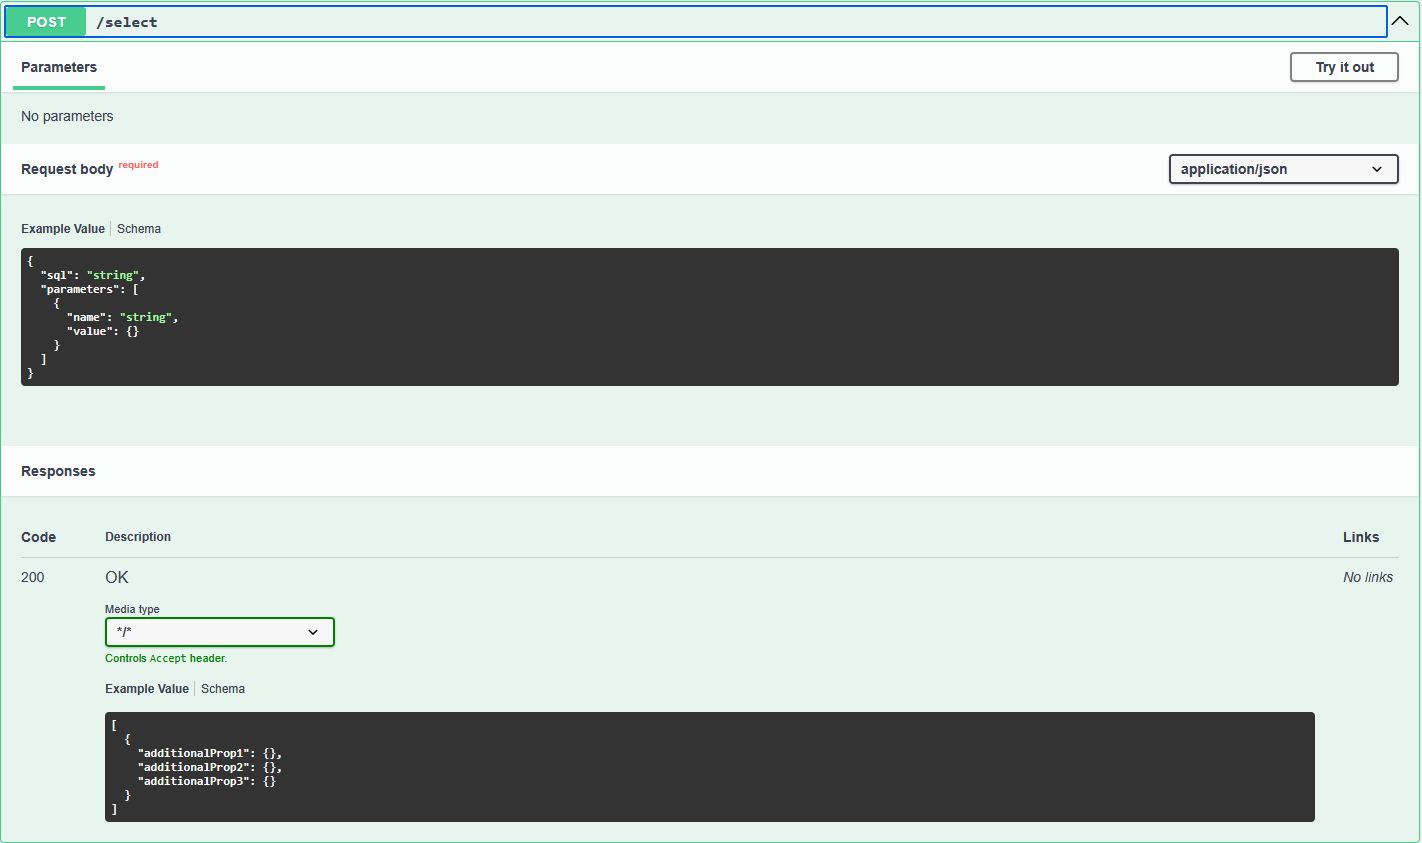 POST /select
Parameters
Try it out
No parameters
Request body required
application/json
Example Value Schema
{
  "sql": "string",
  "parameters": [
    {
      "name": "string",
      "value": {}
    }
  ]
}
Responses
Code Description Links
200 OK No links
Media type
*/*
Controls Accept header.
Example Value Schema
[
  {
    "additionalProp1": {},
    "additionalProp2": {},
    "additionalProp3": {}
  }
]